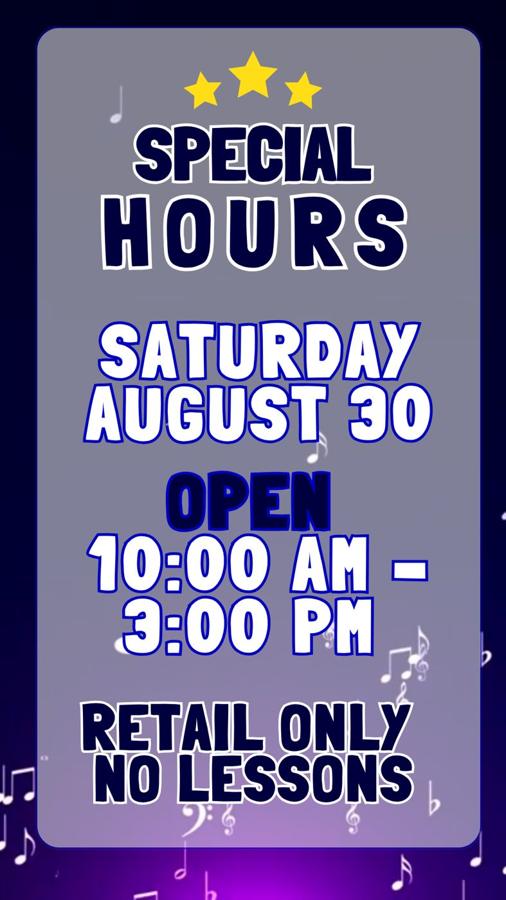 SPECIAL
HOURS
SATURDAY
AUGUST 30
OPEN
10:00 AM -
3:00 PM
RETAIL ONLY
NO LESSONS